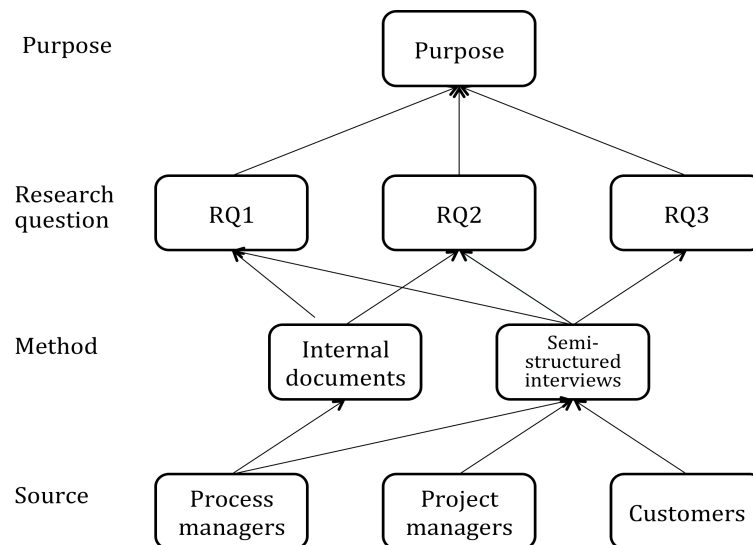 Purpose
Purpose
Research
question
RQ1
RQ2
RQ3
Method
Internal
documents
Semi-
structured
interviews
Source
Process
managers
Project
managers
Customers